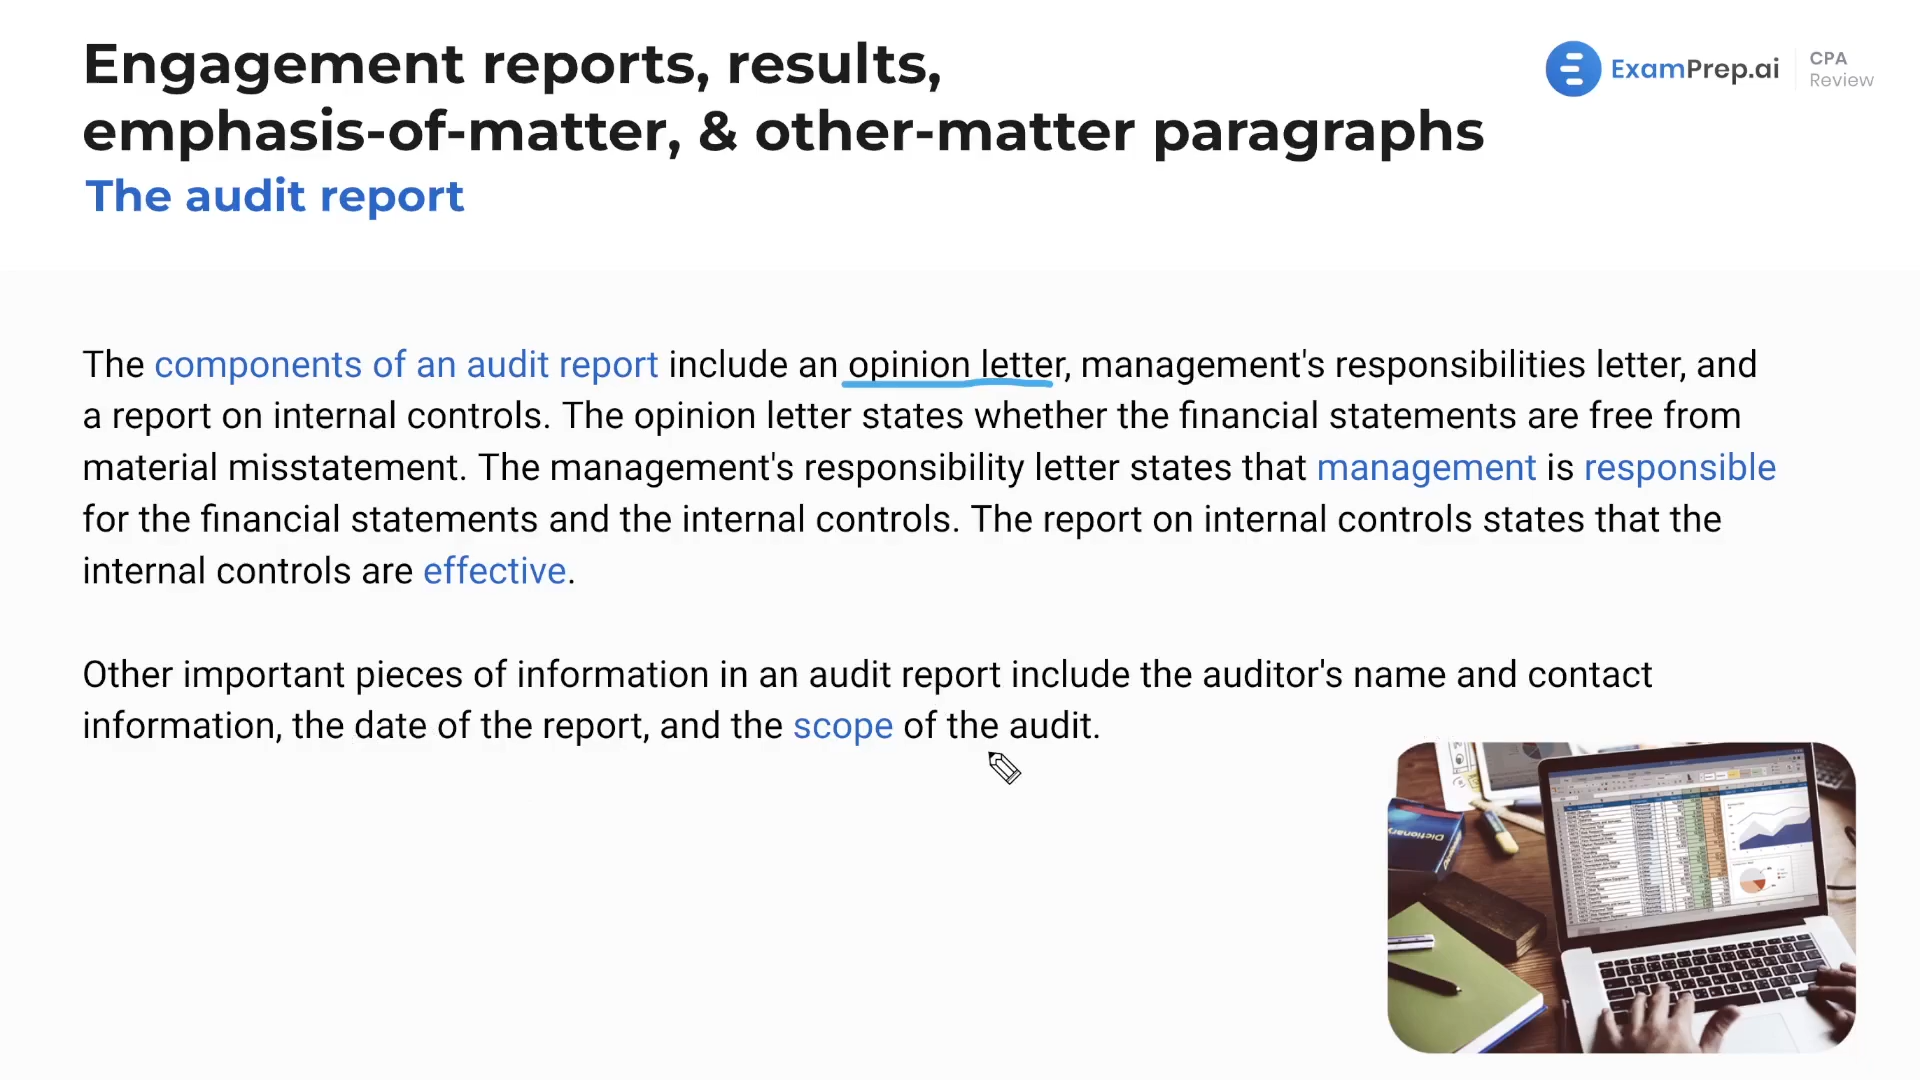 Engagement reports, results,
emphasis-of-matter, & other-matter paragraphs
The audit report
ExamPrep.ai
CPA
Review
The components of an audit report include an opinion letter, management's responsibilities letter, and
a report on internal controls. The opinion letter states whether the financial statements are free from
material misstatement. The management's responsibility letter states that management is responsible
for the financial statements and the internal controls. The report on internal controls states that the
internal controls are effective.
Other important pieces of information in an audit report include the auditor's name and contact
information, the date of the report, and the scope of the audit.
Dictionary